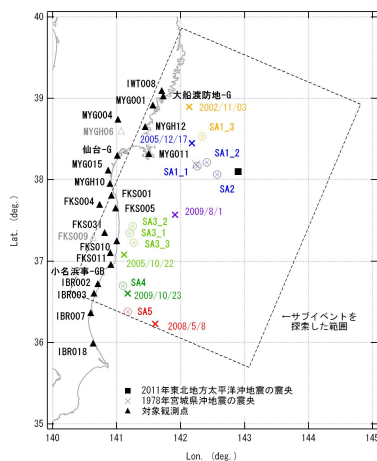 40
39
38
37
36
35
Lat. (deg.)
140
141
142
143
144
145
Lon. (deg.)
IWT008
大船渡防地-G
MYG001
2002/11/03
MYG004
MYGH12
MYGH06
SA1_3
2005/12/17
仙台-G
MYG011
SA1_2
MYG015
SA1_1
MYGH10
SA2
FKS001
FKS004
FKS005
2009/8/1
SA3_2
FKS031
SA3_1
FKS009
SA3_3
FKS010
2005/10/22
FKS011
小名浜事-GB
IBR002
SA4
IBR003
2009/10/23
IBR007
SA5
2008/5/8
IBR018
←サブイベントを
探索した範囲
2011年東北地方太平洋沖地震の震央
1978年宮城県沖地震の震央
対象観測点